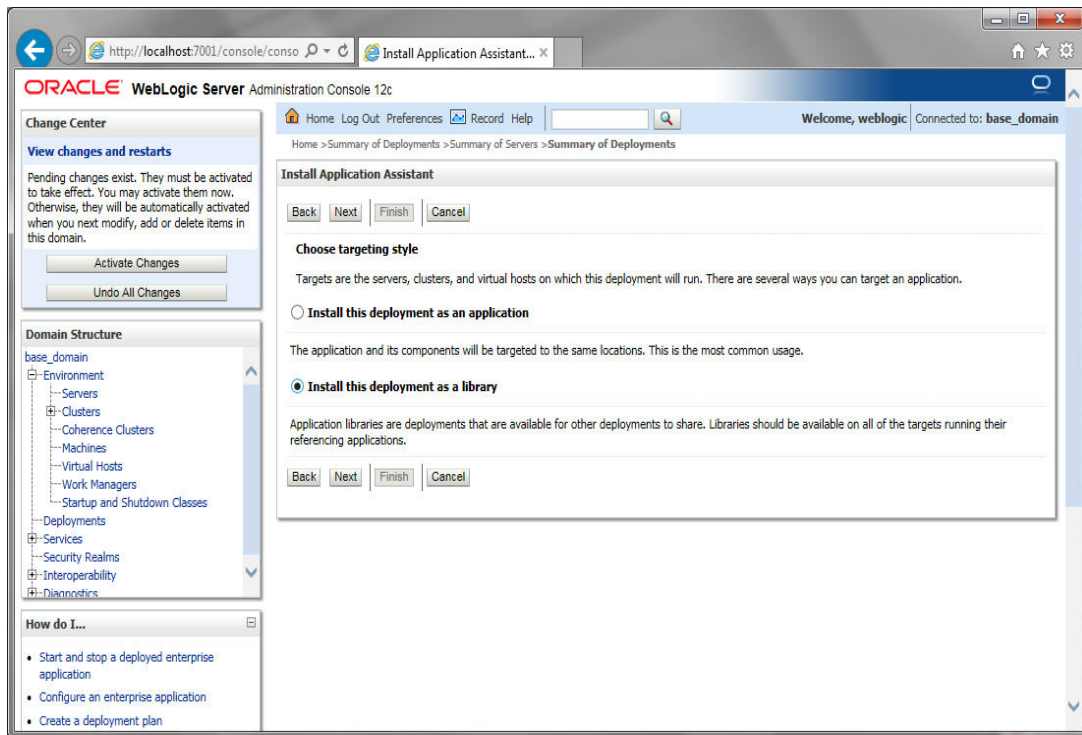 http://localhost:7001/console/conso
Install Application Assistant...
ORACLE WebLogic Server Administration Console 12c
Change Center
View changes and restarts
Pending changes exist. They must be activated
to take effect. You may activate them now.
Otherwise, they will be automatically activated
when you next modify, add or delete items in
this domain.
Activate Changes
Undo All Changes
Domain Structure
base_domain
Environment
Servers
Clusters
Coherence Clusters
Machines
Virtual Hosts
Work Managers
Startup and Shutdown Classes
Deployments
Services
Security Realms
Interoperability
Diagnostics
How do I...
• Start and stop a deployed enterprise
application
• Configure an enterprise application
• Create a deployment plan
Home Log Out Preferences Record Help
Welcome, weblogic Connected to: base_domain
Home >Summary of Deployments >Summary of Servers >Summary of Deployments
Install Application Assistant
Back Next Finish Cancel
Choose targeting style
Targets are the servers, clusters, and virtual hosts on which this deployment will run. There are several ways you can target an application.
Install this deployment as an application
The application and its components will be targeted to the same locations. This is the most common usage.
Install this deployment as a library
Application libraries are deployments that are available for other deployments to share. Libraries should be available on all of the targets running their
referencing applications.
Back Next Finish Cancel